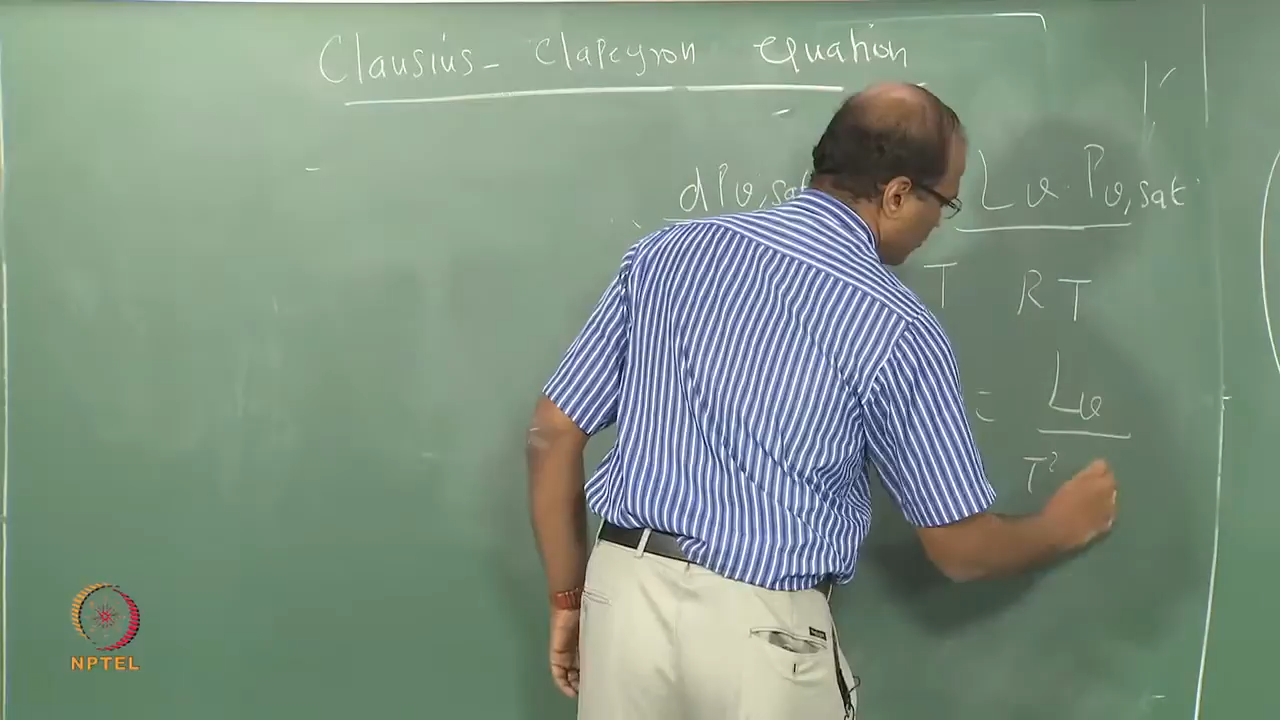 Clausius - Clapeyron equation
dPv,sat Lv. Pv,sat
T RT
= Lv
T²
NPTEL